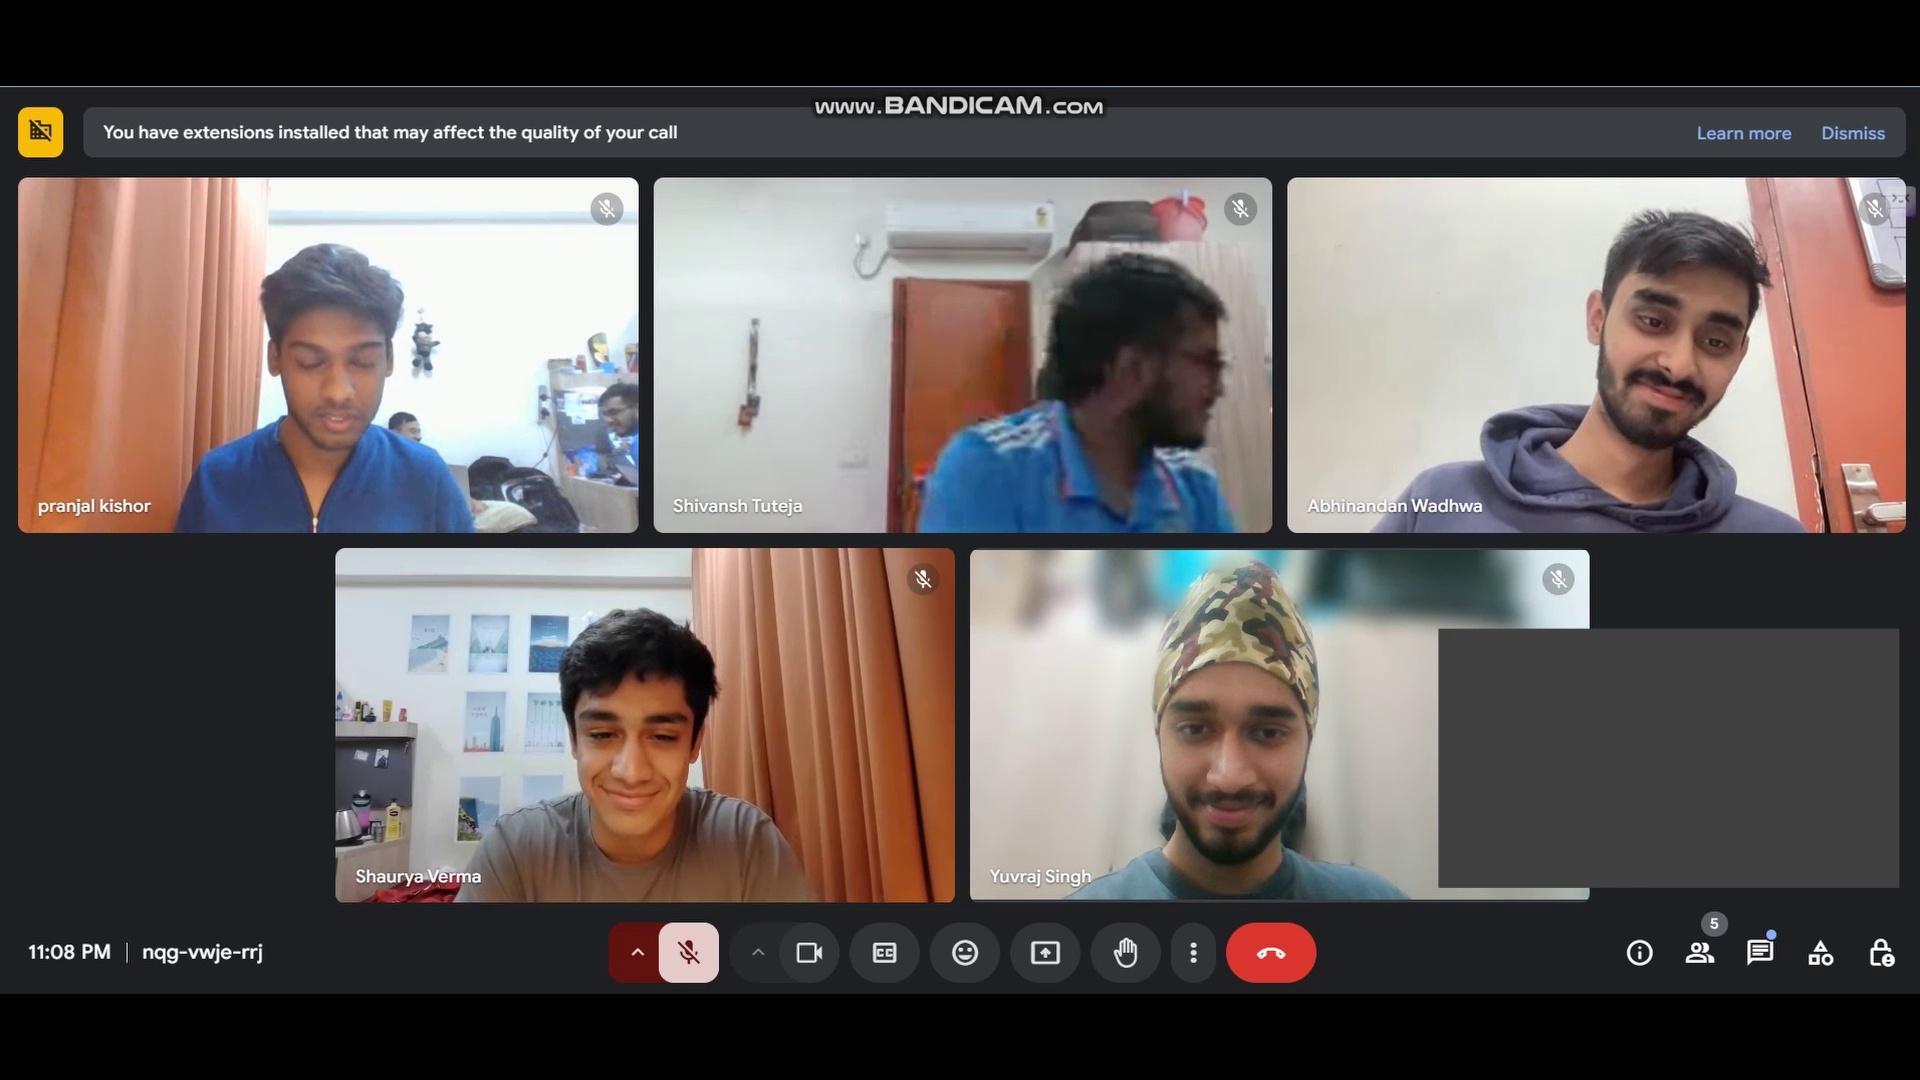 www.BANDICAM.com
You have extensions installed that may affect the quality of your call
Learn more
Dismiss
pranjal kishor
Shivansh Tuteja
Abhinandan Wadhwa
Shaurya Verma
Yuvraj Singh
5
11:08 PM
nqg-vwje-rrj